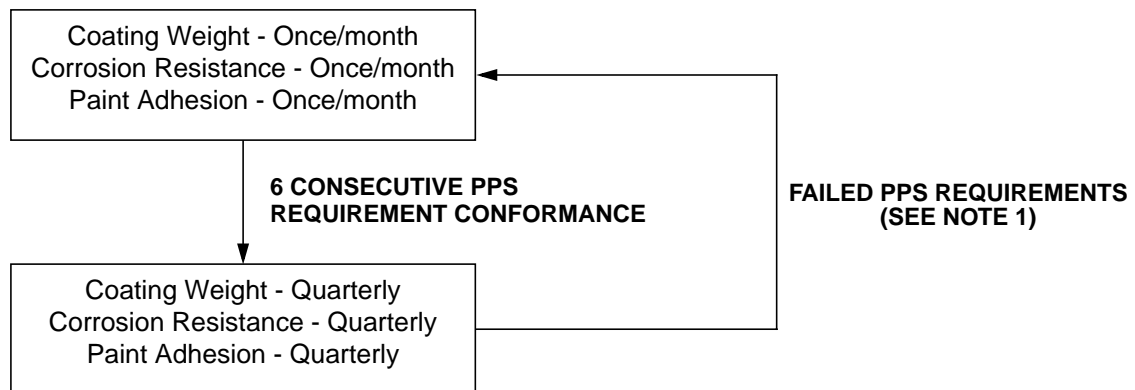 Coating Weight - Once/month
Corrosion Resistance - Once/month
Paint Adhesion - Once/month
6 CONSECUTIVE PPS
REQUIREMENT CONFORMANCE
FAILED PPS REQUIREMENTS
(SEE NOTE 1)
Coating Weight - Quarterly
Corrosion Resistance - Quarterly
Paint Adhesion - Quarterly